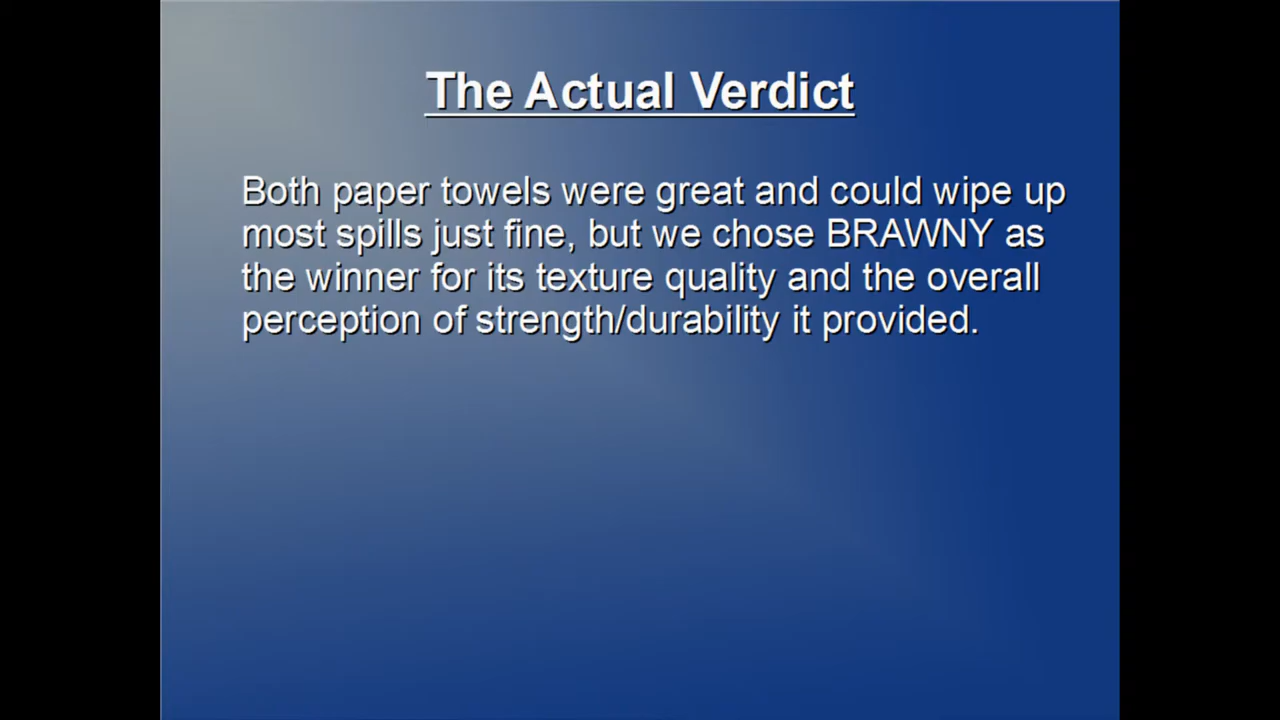 The Actual Verdict
Both paper towels were great and could wipe up
most spills just fine, but we chose BRAWNY as
the winner for its texture quality and the overall
perception of strength/durability it provided.